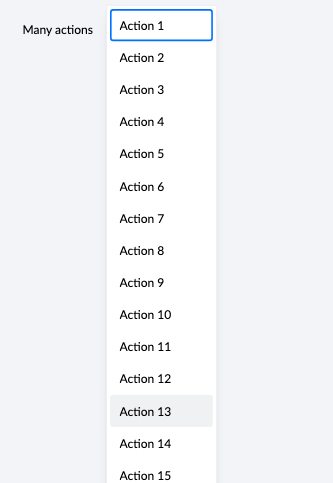 Many actions
Action 1
Action 2
Action 3
Action 4
Action 5
Action 6
Action 7
Action 8
Action 9
Action 10
Action 11
Action 12
Action 13
Action 14
Action 15